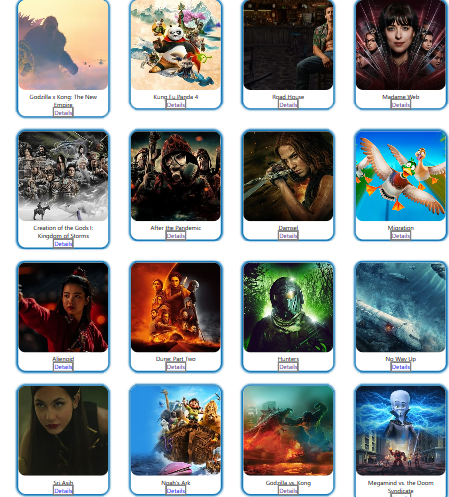 Godzilla x Kong: The New
Empire
Details
Kung Fu Panda 4
Details
Road House
Details
Madame Web
Details
Creation of the Gods I:
Kingdom of Storms
Details
After the Pandemic
Details
Damsel
Details
Migration
Details
Alienoid
Details
Dune: Part Two
Details
Hunters
Details
No Way Up
Details
Sri Asih
Details
Noah's Ark
Details
Godzilla vs. Kong
Details
Megamind vs. the Doom
Syndicate